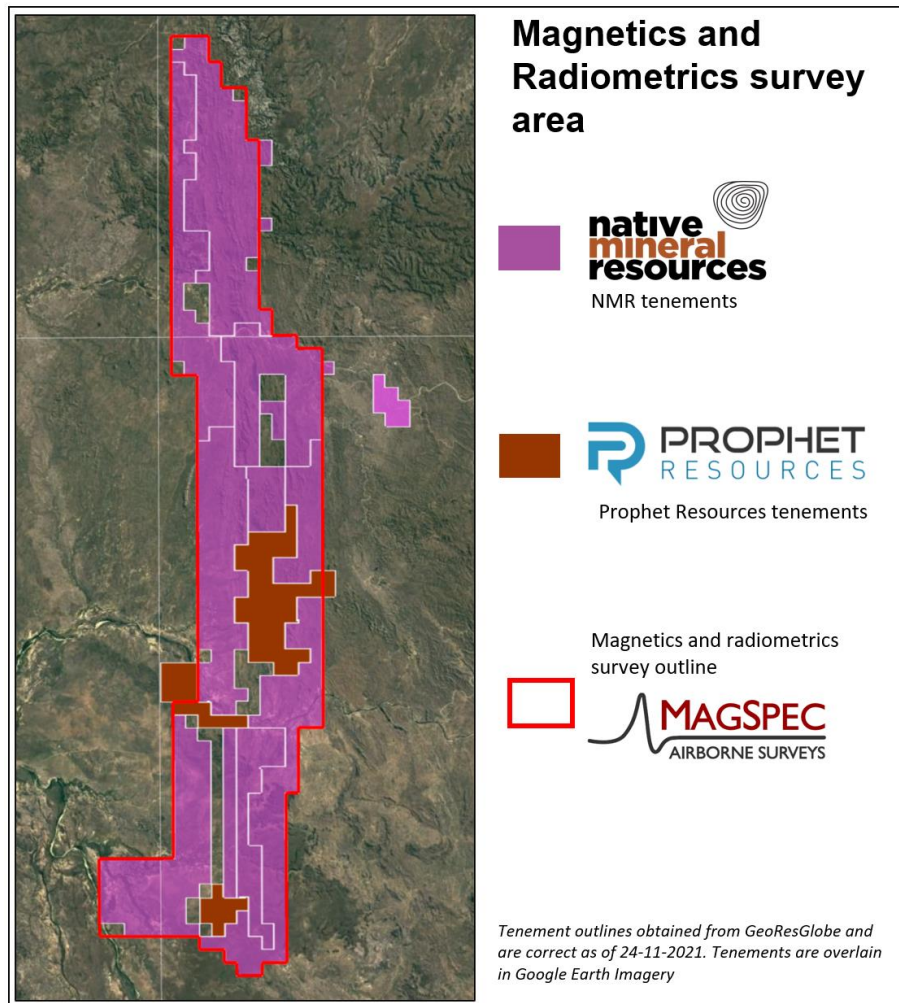 Magnetics and
Radiometrics survey
area
native
mineral
resources
NMR tenements
PROPHET
RESOURCES
Prophet Resources tenements
Magnetics and radiometrics
survey outline
MAGSPEC
AIRBORNE SURVEYS
Tenement outlines obtained from GeoResGlobe and
are correct as of 24-11-2021. Tenements are overlain
in Google Earth Imagery